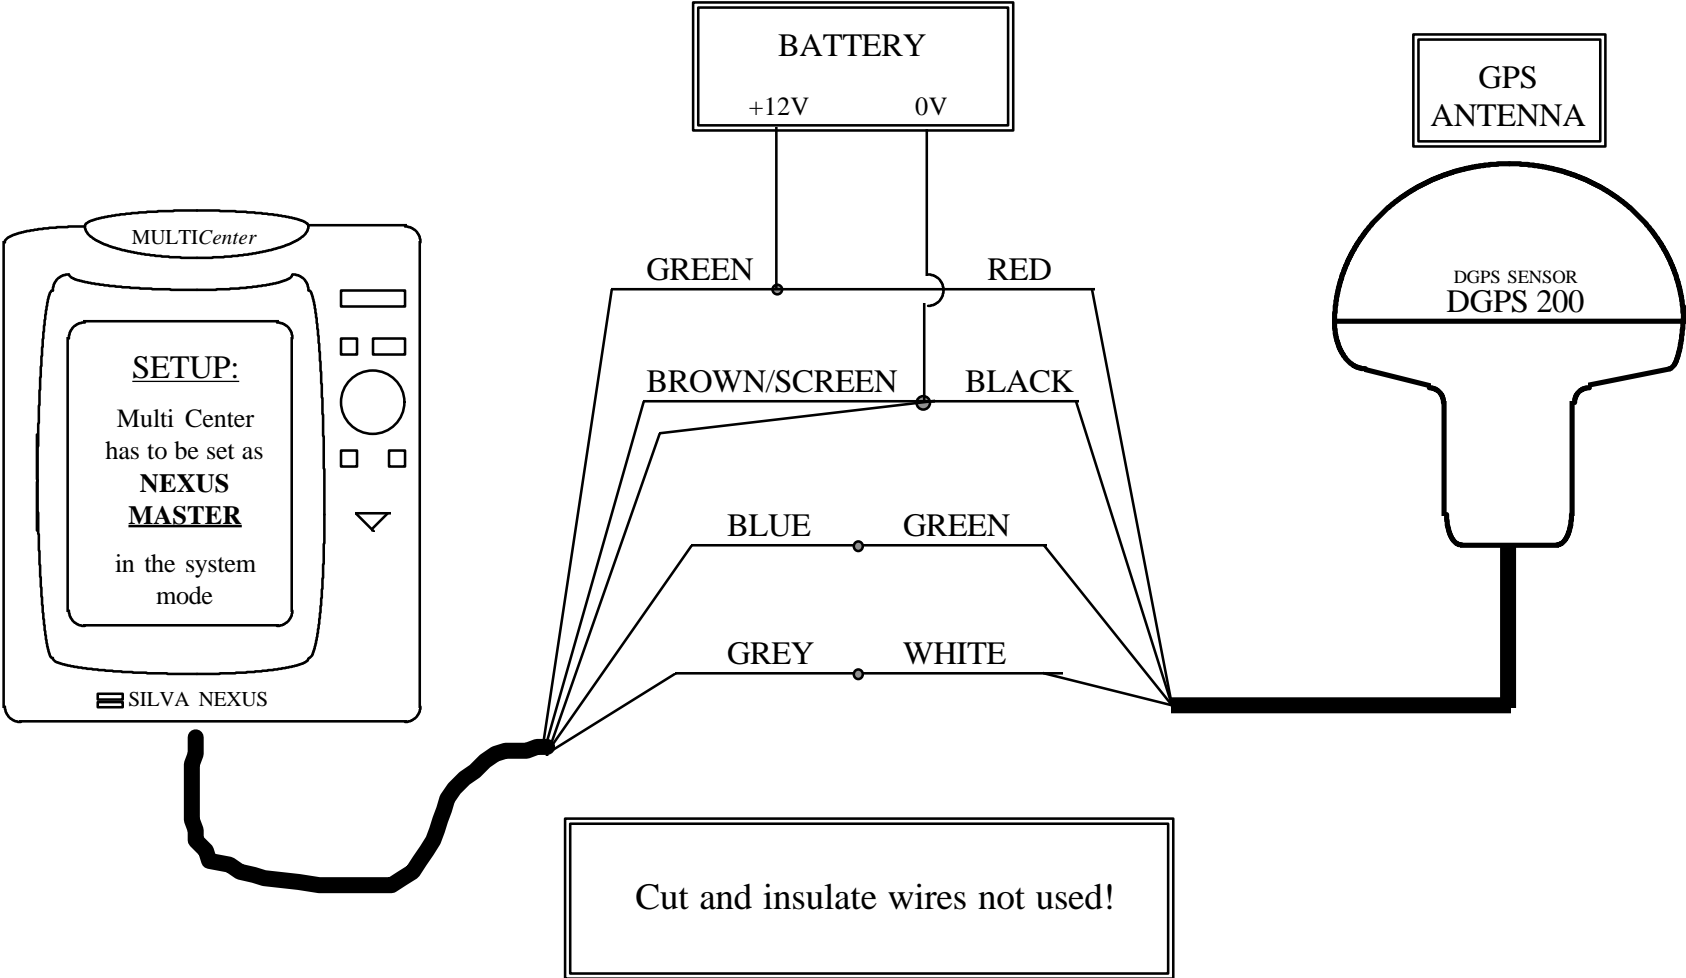 BATTERY
+12V 0V
GPS
ANTENNA
MULTICenter
GREEN RED
DGPS SENSOR
DGPS 200
SETUP:
Multi Center
has to be set as
NEXUS
MASTER
in the system
mode
BROWN/SCREEN BLACK
BLUE GREEN
GREY WHITE
SILVA NEXUS
Cut and insulate wires not used!